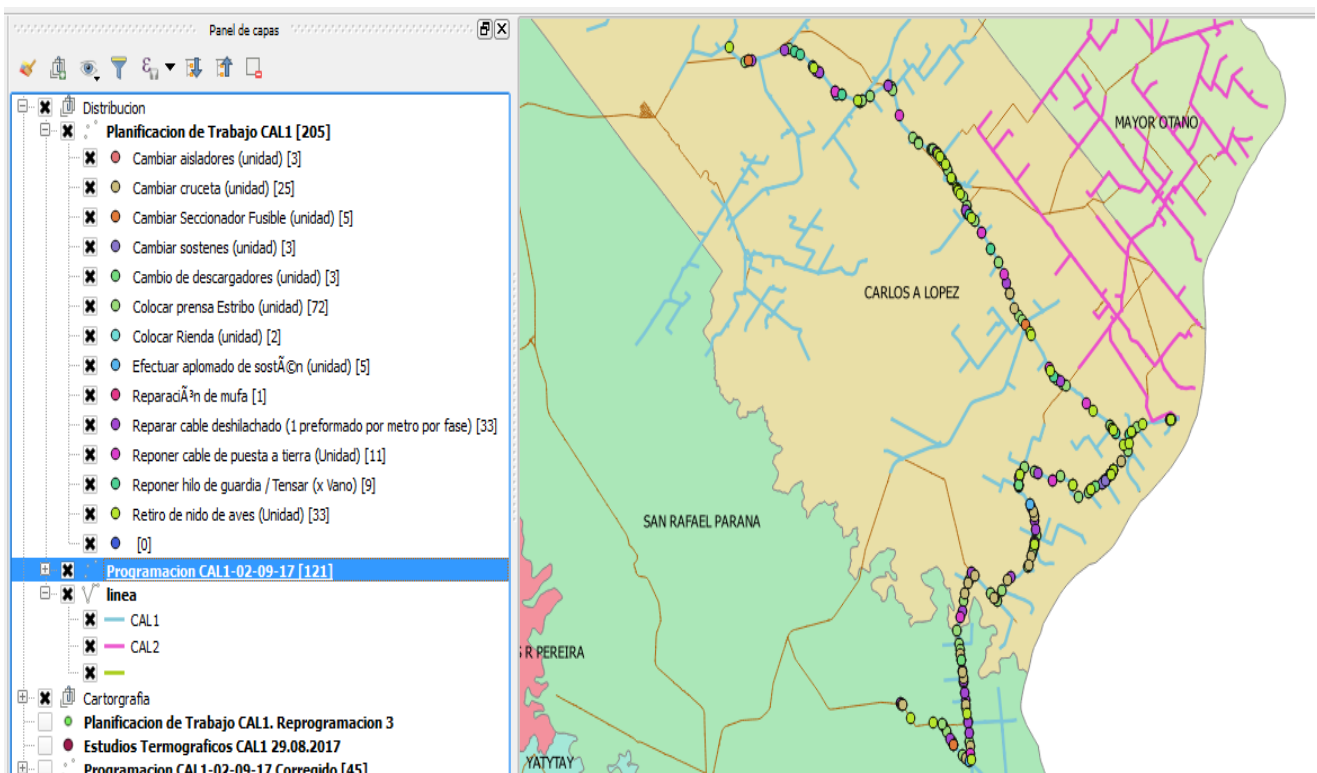 Panel de capas
Distribucion
Planificacion de Trabajo CAL1 [205]
Cambiar aisladores (unidad) [3]
Cambiar cruceta (unidad) [25]
Cambiar Seccionador Fusible (unidad) [5]
Cambiar sostenes (unidad) [3]
Cambio de descargadores (unidad) [3]
Colocar prensa Estribo (unidad) [72]
Colocar Rienda (unidad) [2]
Efectuar aplomado de sostÃ©n (unidad) [5]
ReparaciÃ³n de mufa [1]
Reparar cable deshilachado (1 preformado por metro por fase) [33]
Reponer cable de puesta a tierra (Unidad) [11]
Reponer hilo de guardia / Tensar (x Vano) [9]
Retiro de nido de aves (Unidad) [33]
[0]
Programacion CAL1-02-09-17 [121]
linea
CAL1
CAL2
Cartografia
Planificacion de Trabajo CAL1. Reprogramacion 3
Estudios Termograficos CAL1 29.08.2017
Programacion CAL1-02-09-17 Corregido [45]
MAYOR OTANO
CARLOS A LOPEZ
SAN RAFAEL PARANA
R PEREIRA
YATYTAY